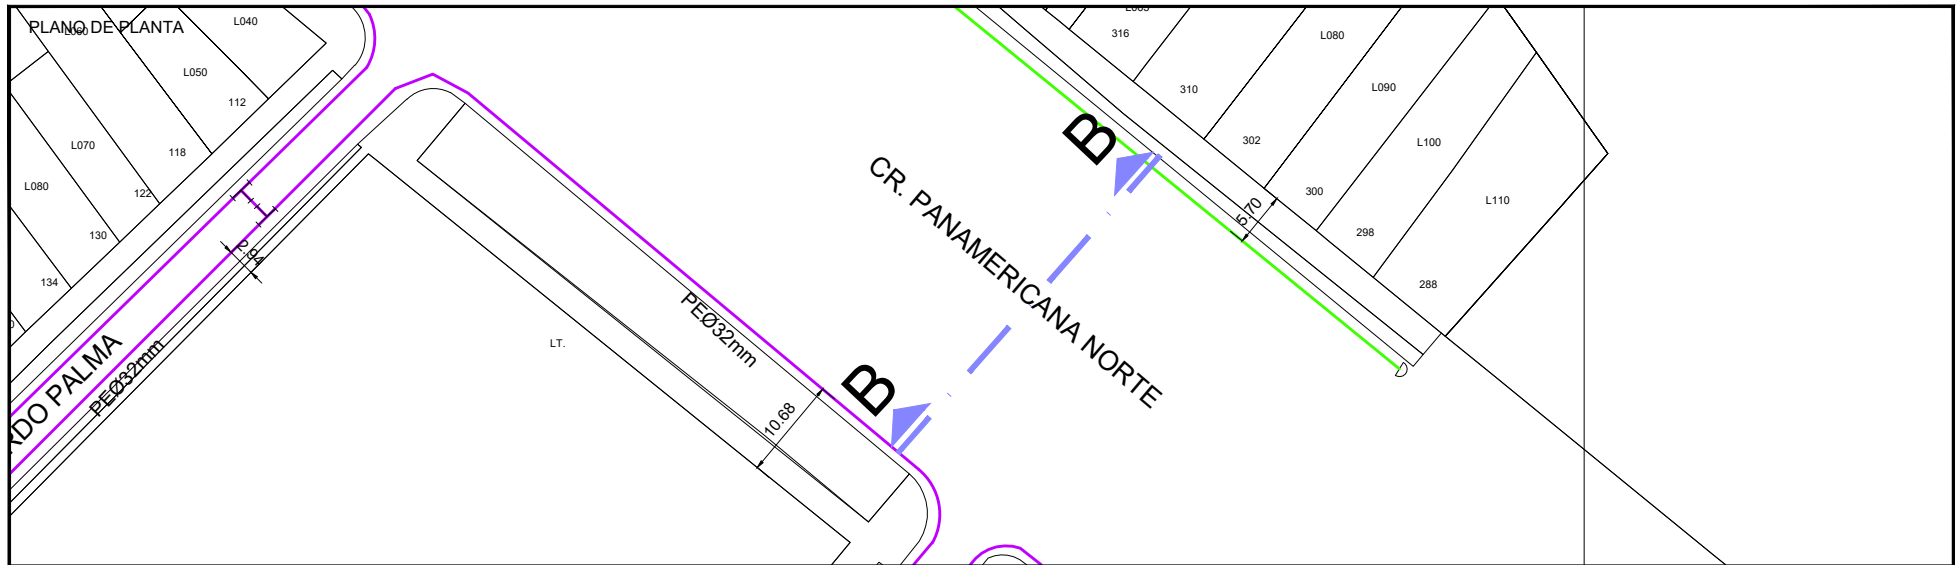 PLANO DE PLANTA
L060
L040
L050
112
L070
118
L080
122
130
134
2.94
RDO PALMA
PEØ32mm
LT.
PEØ32mm
10.68
B
CR. PANAMERICANA NORTE
B
316
L080
310
L090
302
L100
300
5.70
L110
298
288